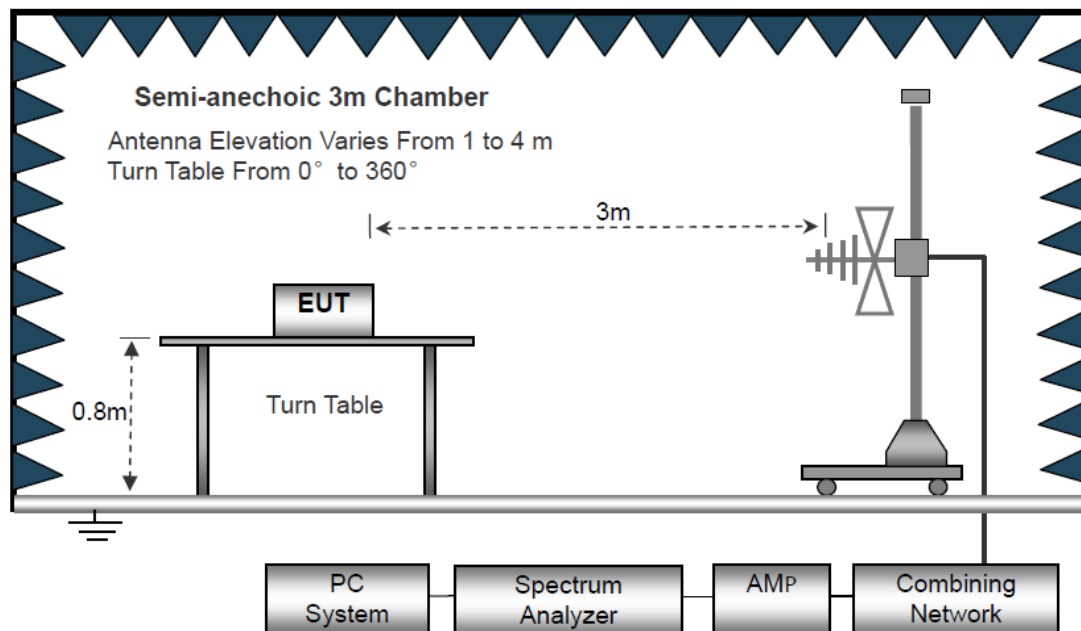 Semi-anechoic 3m Chamber
Antenna Elevation Varies From 1 to 4 m
Turn Table From 0° to 360°
3m
EUT
0.8m
Turn Table
PC
System
Spectrum
Analyzer
AMP
Combining
Network